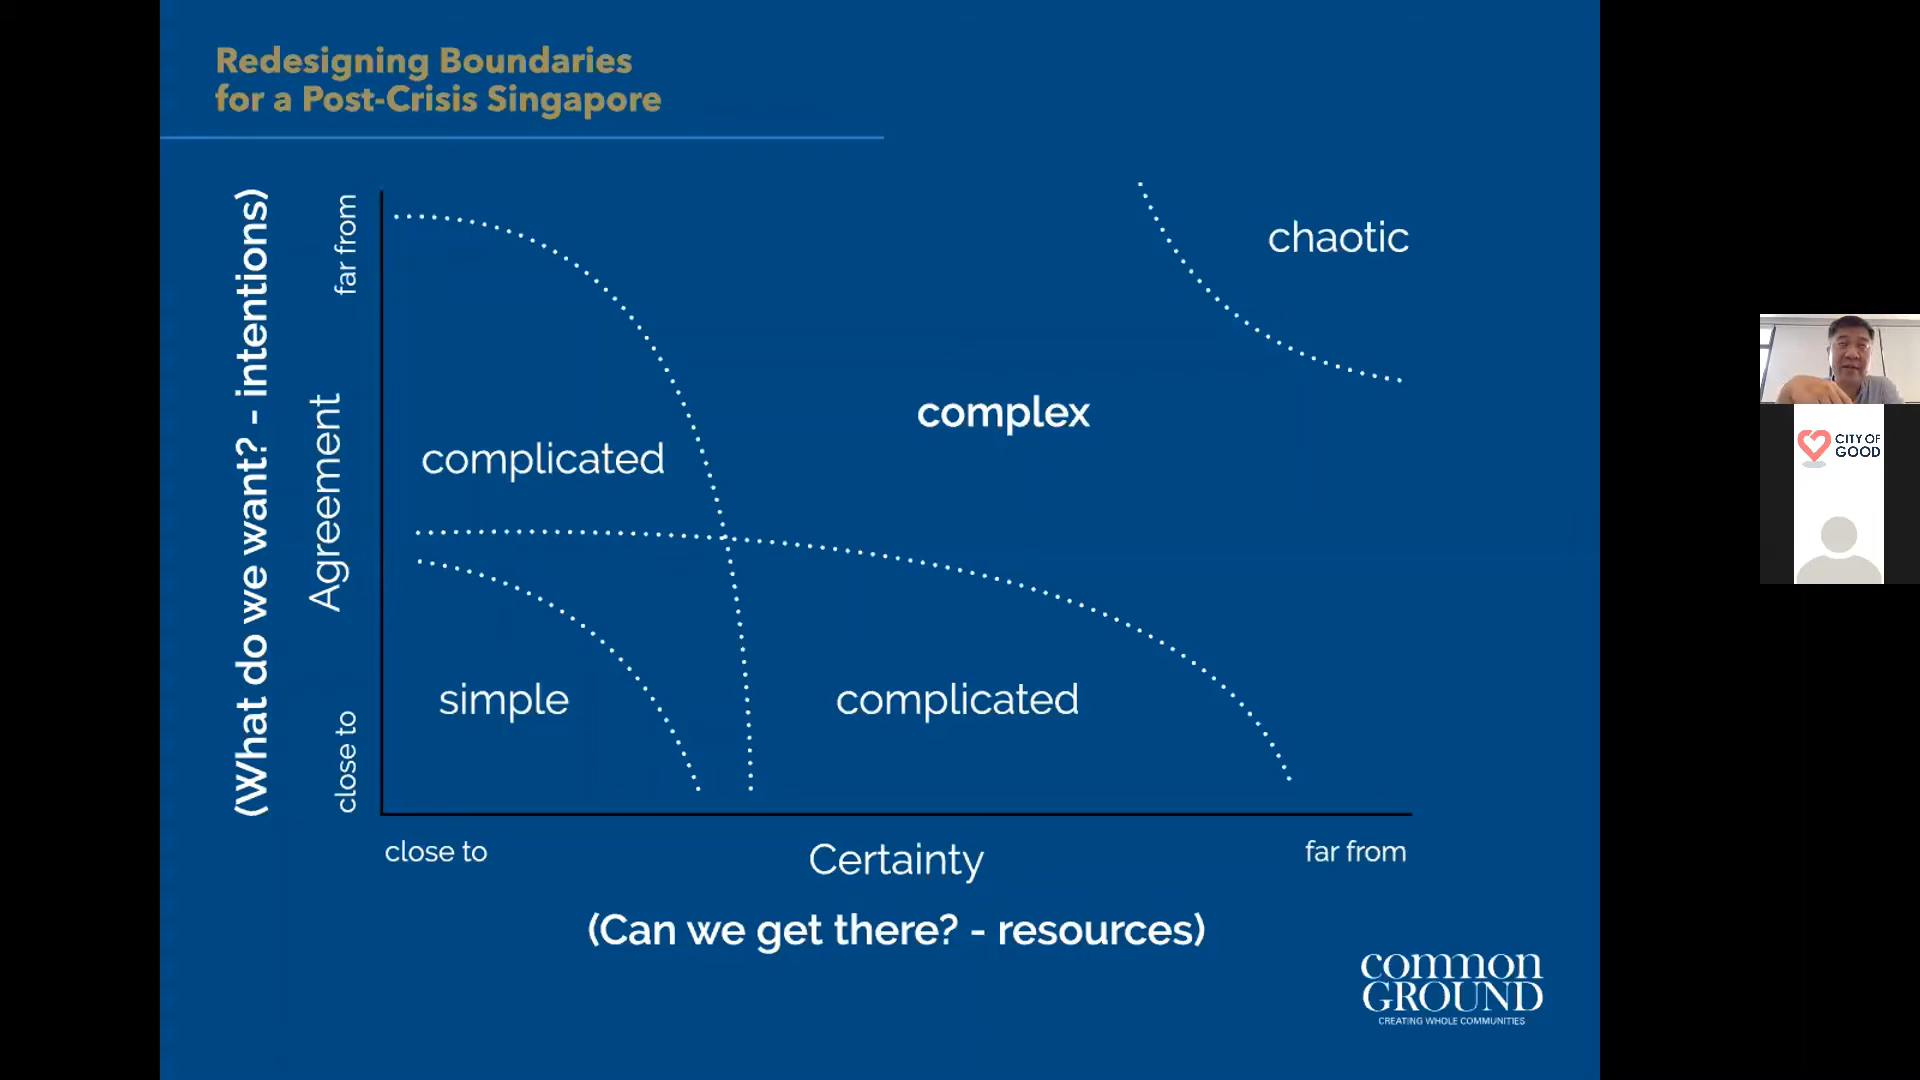 Redesigning Boundaries
for a Post-Crisis Singapore
(What do we want? - intentions)
Agreement
far from
close to
chaotic
complex
complicated
simple
complicated
close to
Certainty
far from
(Can we get there? - resources)
common
GROUND
CREATING WHOLE COMMUNITIES
CITY OF
GOOD